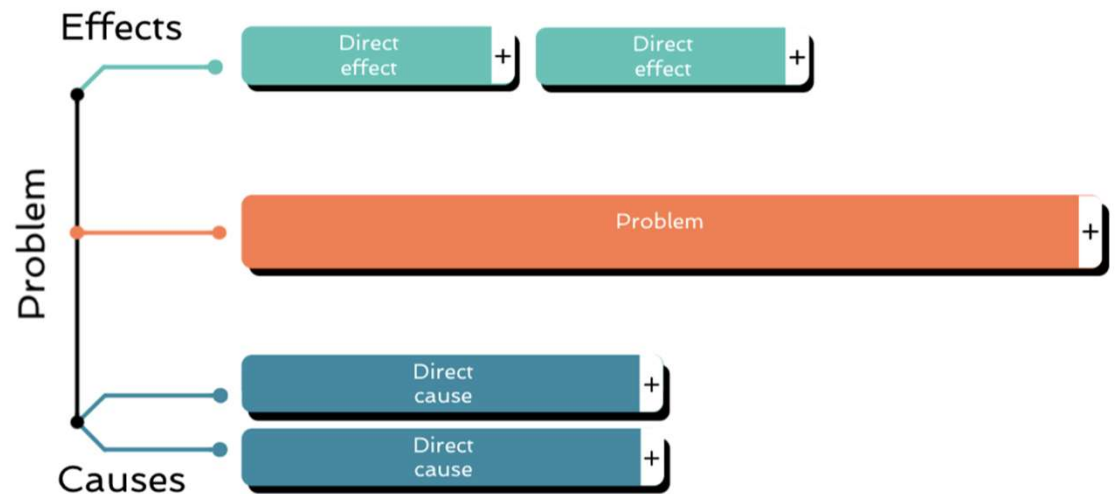 Effects
Direct
effect
+
Direct
effect
+
Problem
Problem
+
Direct
cause
+
Direct
cause
+
Causes